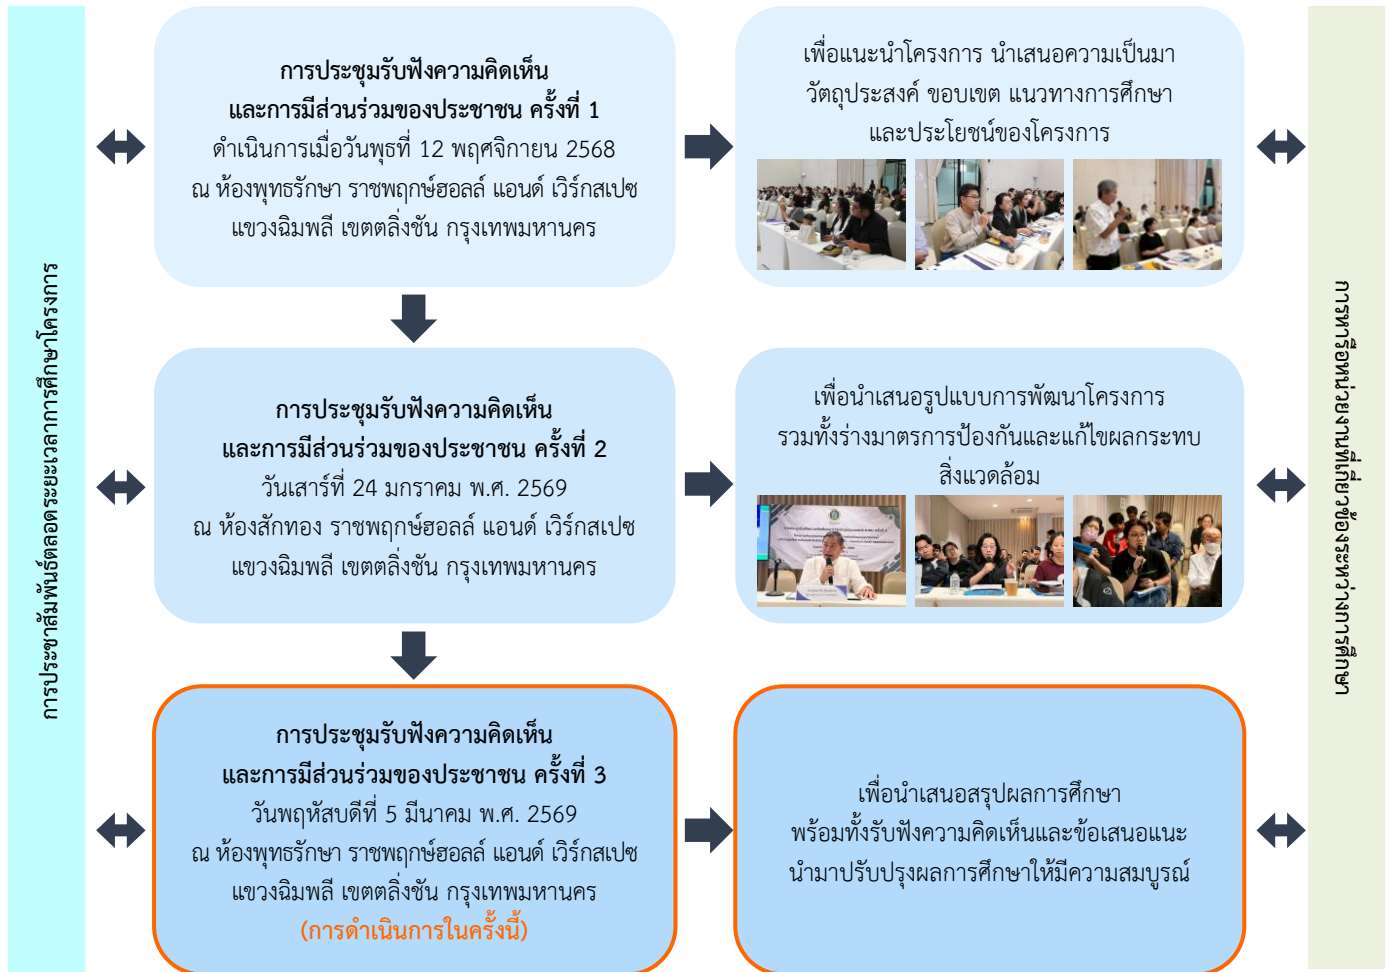 การประชาสัมพันธ์ตลอดระยะเวลาการศึกษาโครงการ
การประชุมรับฟังความคิดเห็น
และการมีส่วนร่วมของประชาชน ครั้งที่ 1
ดำเนินการเมื่อวันพุธที่ 12 พฤศจิกายน 2568
ณ ห้องพุทธรักษา ราชพฤกษ์ฮอลล์ แอนด์ เวิร์กสเปซ
แขวงฉิมพลี เขตตลิ่งชัน กรุงเทพมหานคร
เพื่อแนะนำโครงการ นำเสนอความเป็นมา
วัตถุประสงค์ ขอบเขต แนวทางการศึกษา
และประโยชน์ของโครงการ
การประชุมรับฟังความคิดเห็น
และการมีส่วนร่วมของประชาชน ครั้งที่ 2
วันเสาร์ที่ 24 มกราคม พ.ศ. 2569
ณ ห้องสักทอง ราชพฤกษ์ฮอลล์ แอนด์ เวิร์กสเปซ
แขวงฉิมพลี เขตตลิ่งชัน กรุงเทพมหานคร
เพื่อนำเสนอรูปแบบการพัฒนาโครงการ
รวมทั้งร่างมาตรการป้องกันและแก้ไขผลกระทบ
สิ่งแวดล้อม
การประชุมรับฟังความคิดเห็น
และการมีส่วนร่วมของประชาชน ครั้งที่ 3
วันพฤหัสบดีที่ 5 มีนาคม พ.ศ. 2569
ณ ห้องพุทธรักษา ราชพฤกษ์ฮอลล์ แอนด์ เวิร์กสเปซ
แขวงฉิมพลี เขตตลิ่งชัน กรุงเทพมหานคร
(การดำเนินการในครั้งนี้)
เพื่อนำเสนอสรุปผลการศึกษา
พร้อมทั้งรับฟังความคิดเห็นและข้อเสนอแนะ
นำมาปรับปรุงผลการศึกษาให้มีความสมบูรณ์
การหารือหน่วยงานที่เกี่ยวข้องระหว่างการศึกษา